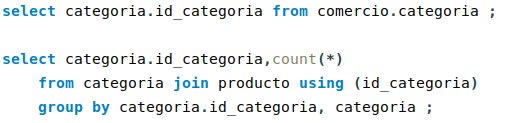 select categoria.id_categoria from comercio.categoria ;
select categoria.id_categoria,count(*)
from categoria join producto using (id_categoria)
group by categoria.id_categoria, categoria ;